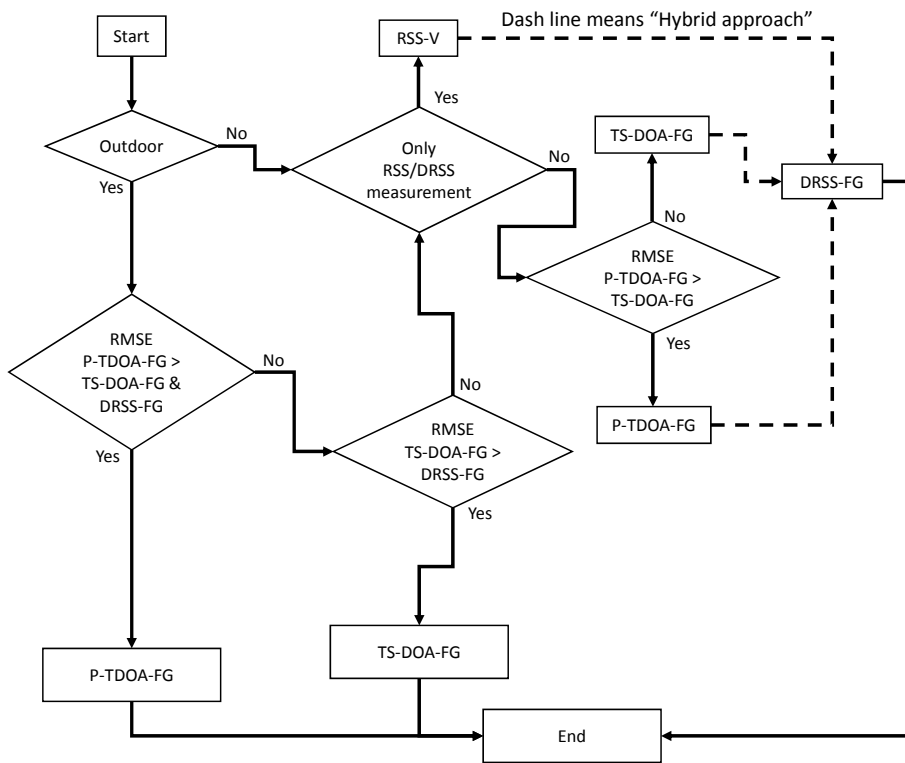 Dash line means “Hybrid approach”
Start
RSS-V
Yes
Outdoor
No
Yes
Only
RSS/DRSS
measurement
No
TS-DOA-FG
DRSS-FG
No
RMSE
P-TDOA-FG >
TS-DOA-FG
Yes
P-TDOA-FG
RMSE
P-TDOA-FG >
TS-DOA-FG &
DRSS-FG
No
Yes
No
RMSE
TS-DOA-FG >
DRSS-FG
Yes
P-TDOA-FG
TS-DOA-FG
End